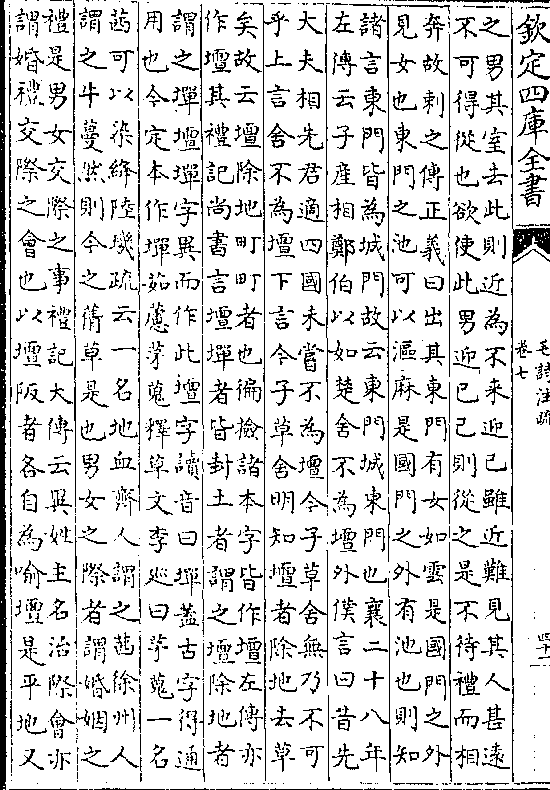 欽定四庫全書
毛詩注疏
卷七
之男其室去此則近為不来迎已雖近難見其人甚逺
不可得從也欲使此男迎已已則從之是不待禮而相
奔故刺之傳正義曰出其東門有女如雲是國門之外
見女也東門之池可以漚麻是國門之外有池也則知
諸言東門皆為城門故云東門城東門也襄二十八年
左傳云子産相鄭伯以如楚舍不為壇外僕言曰昔先
大夫相先君適四國未嘗不為壇今子草舍無乃不可
乎上言舍不為壇下言今子草舍明知壇者除地去草
矣故云壇除地町町者也徧檢諸本字皆作壇左傳亦
作壇其禮記尚書言壇墠者皆封土者謂之壇除地者
謂之墠壇墠字異而作此壇字讀音曰墠蓋古字得通
用也今定本作墠茹藘茅蒐釋草文李廵曰茅蒐一名
茜可以染絳陸璣疏云一名地血齊人謂之茜徐州人
謂之牛蔓然則今之蒨草是也男女之際者謂婚姻之
禮是男女交際之事禮記大傳云異姓主名治際會亦
謂婚禮交際之會也以壇阪者各自為喻壇是平地又